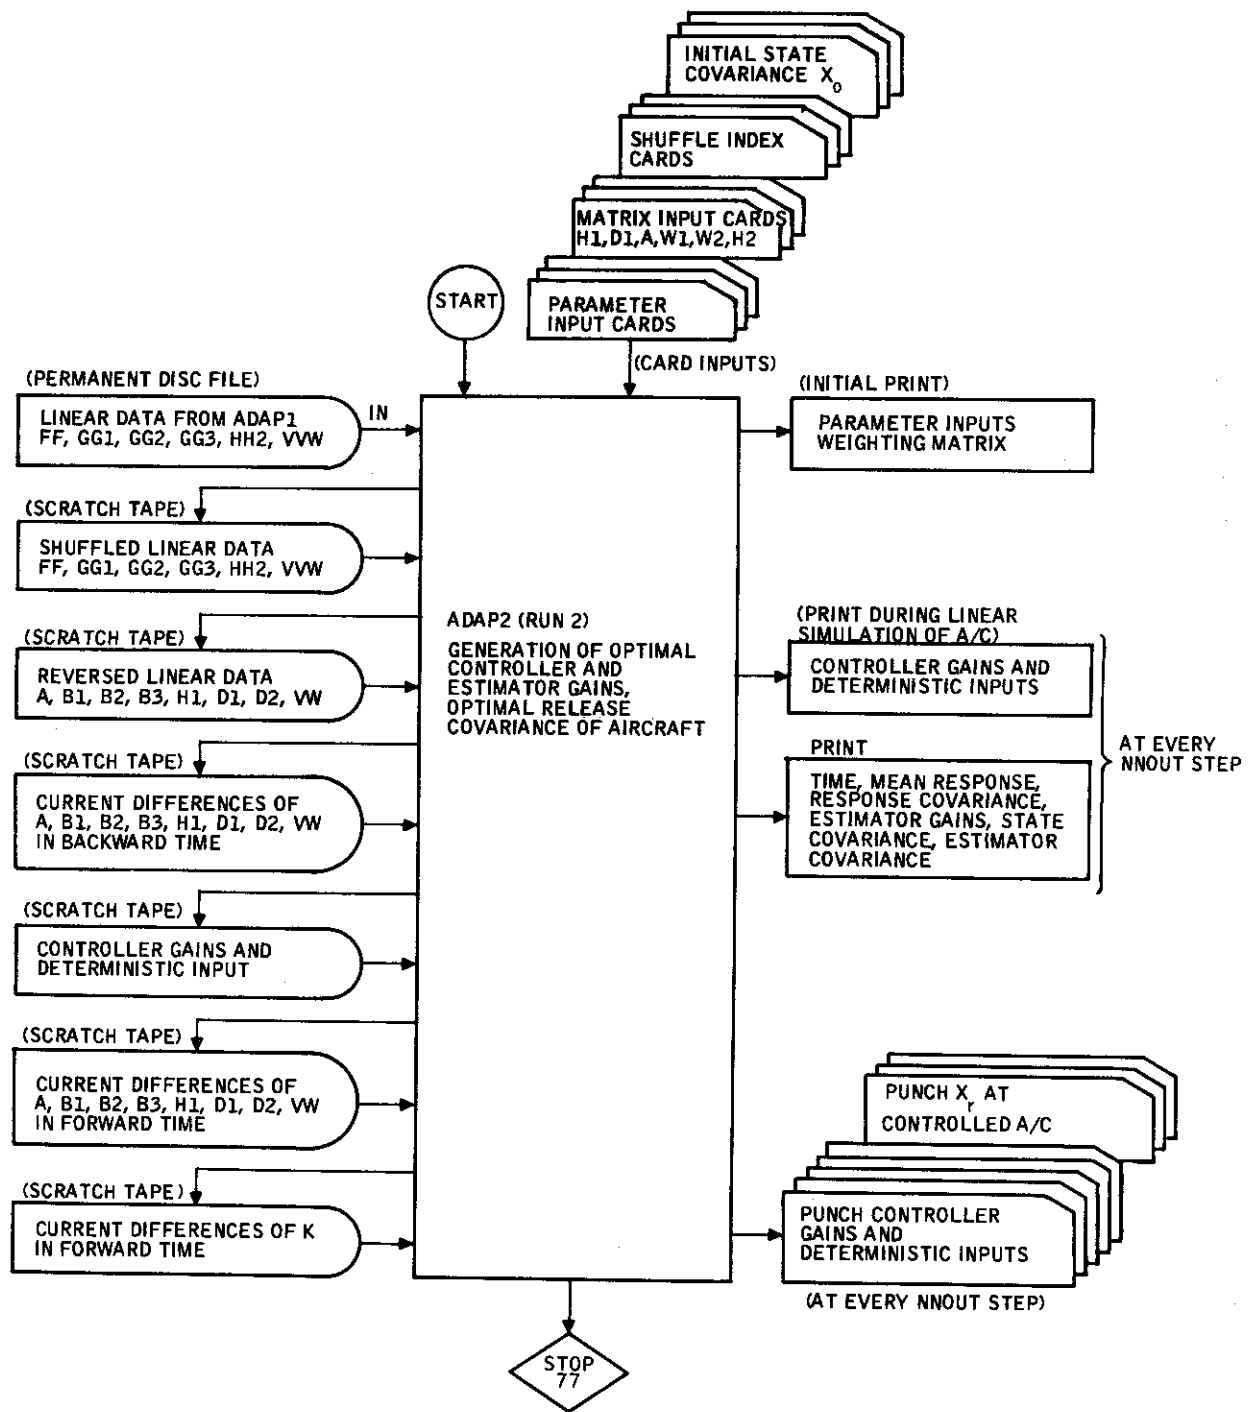 INITIAL STATE
COVARIANCE X0
SHUFFLE INDEX
CARDS
MATRIX INPUT CARDS
H1,D1,A,W1,W2,H2
START
PARAMETER
INPUT CARDS
(CARD INPUTS)
(PERMANENT DISC FILE)
LINEAR DATA FROM ADAP1
FF, GG1, GG2, GG3, HH2, VVW
IN
(INITIAL PRINT)
PARAMETER INPUTS
WEIGHTING MATRIX
(SCRATCH TAPE)
SHUFFLED LINEAR DATA
FF, GG1, GG2, GG3, HH2, VVW
(SCRATCH TAPE)
REVERSED LINEAR DATA
A, B1, B2, B3, H1, D1, D2, VW
(SCRATCH TAPE)
CURRENT DIFFERENCES OF
A, B1, B2, B3, H1, D1, D2, VW
IN BACKWARD TIME
(SCRATCH TAPE)
CONTROLLER GAINS AND
DETERMINISTIC INPUT
(SCRATCH TAPE)
CURRENT DIFFERENCES OF
A, B1, B2, B3, H1, D1, D2, VW
IN FORWARD TIME
(SCRATCH TAPE)
CURRENT DIFFERENCES OF K
IN FORWARD TIME
ADAP2 (RUN 2)
GENERATION OF OPTIMAL
CONTROLLER AND
ESTIMATOR GAINS,
OPTIMAL RELEASE
COVARIANCE OF AIRCRAFT
(PRINT DURING LINEAR
SIMULATION OF A/C)
CONTROLLER GAINS AND
DETERMINISTIC INPUTS
PRINT
TIME, MEAN RESPONSE,
RESPONSE COVARIANCE,
ESTIMATOR GAINS, STATE
COVARIANCE, ESTIMATOR
COVARIANCE
AT EVERY
NNOUT STEP
PUNCH Xr AT
CONTROLLED A/C
PUNCH CONTROLLER
GAINS AND
DETERMINISTIC INPUTS
(AT EVERY NNOUT STEP)
STOP
77